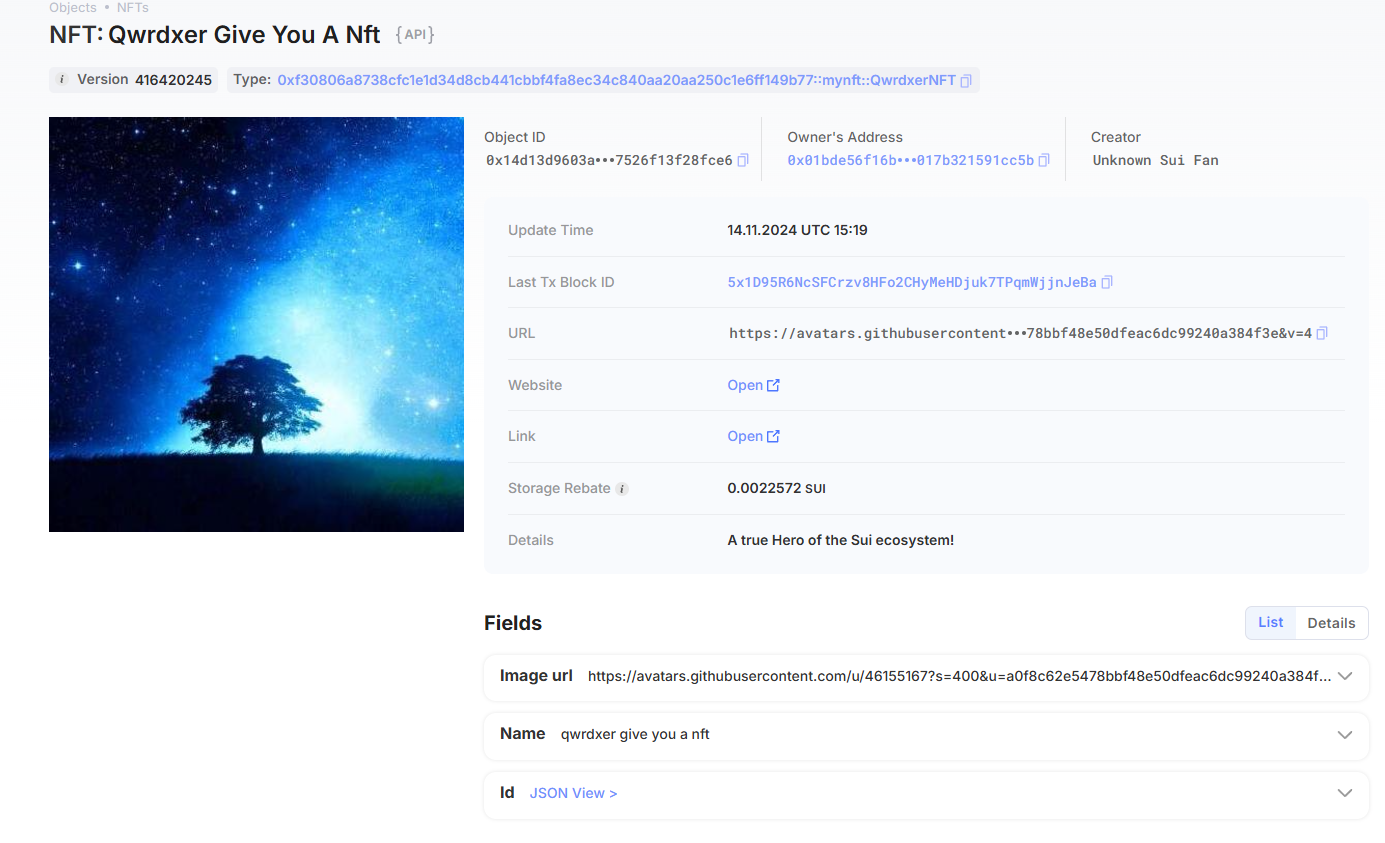 Objects • NFTs
NFT: Qwrdxer Give You A Nft {API}
i Version 416420245 Type: 0xf30806a8738cfc1e1d34d8cb441cbbf4fa8ec34c840aa20aa250c1e6ff149b77::mynft::QwrdxerNFT
Object ID Owner's Address Creator
0x14d13d9603a•••7526f13f28fce6 0x01bde56f16b•••017b321591cc5b Unknown Sui Fan
Update Time 14.11.2024 UTC 15:19
Last Tx Block ID 5x1D95R6NcSFCrzv8HFo2CHyMeHDjuk7TPqmWjjnJeBa
URL https://avatars.githubusercontent•••78bbf48e50dfeac6dc99240a384f3e&v=4
Website Open
Link Open
Storage Rebate i 0.0022572 SUI
Details A true Hero of the Sui ecosystem!
Fields List Details
Image url https://avatars.githubusercontent.com/u/46155167?s=400&u=a0f8c62e5478bbf48e50dfeac6dc99240a384f...
Name qwrdxer give you a nft
Id JSON View >